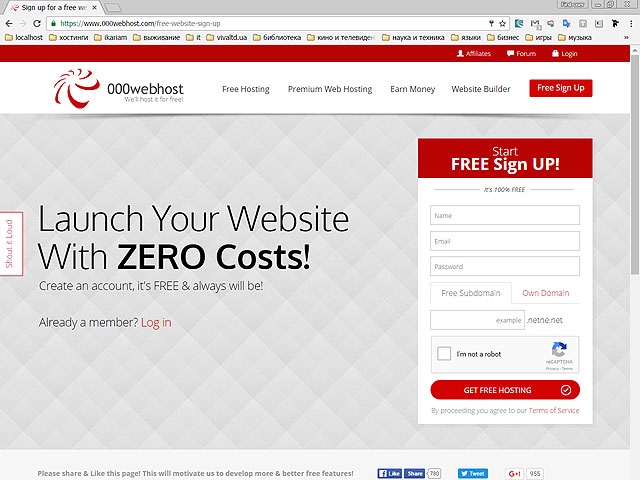 Sign up for a free we
Find user
https://www.000webhost.com/free-website-sign-up
localhost хостинги ikariam выживание it vivaltd.ua библиотека кино и телевиден наука и техника языки бизнес игры музыка
Affiliates Forum Login
000webhost
We'll host it for free!
Free Hosting Premium Web Hosting Earn Money Website Builder Free Sign Up
Start
FREE Sign UP!
It's 100% FREE
Name
Email
Password
Free Subdomain Own Domain
example .netne.net
I'm not a robot
reCAPTCHA
Privacy - Terms
GET FREE HOSTING
By proceeding you agree to our Terms of Service
Shout it Loud
Launch Your Website
With ZERO Costs!
Create an account, it's FREE & always will be!
Already a member? Log in
Please share & Like this page! This will motivate us to develop more & better free features!
Like Share 780 Tweet G+1 955